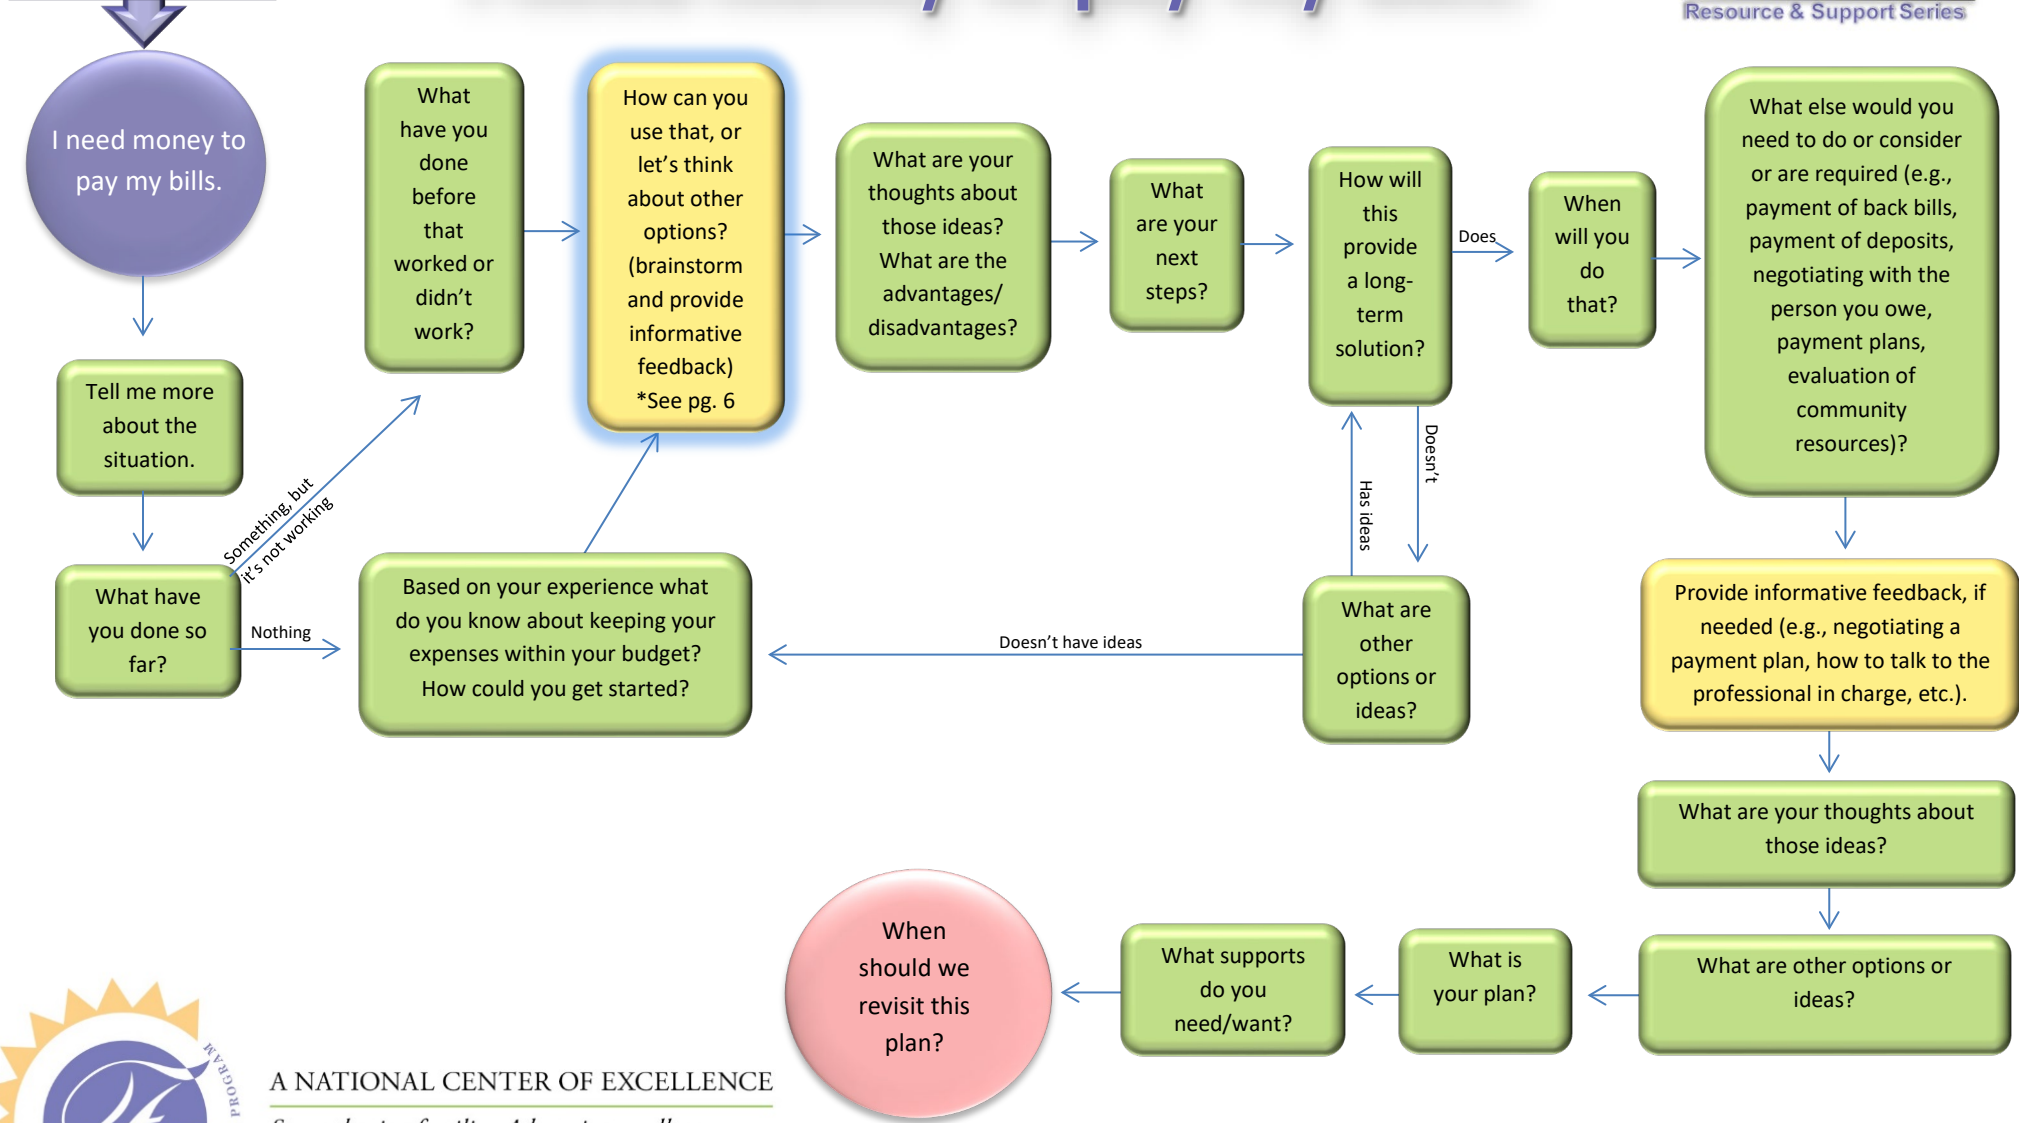 Resource & Support Series
I need money to
pay my bills.
Tell me more
about the
situation.
What have
you done so
far?
Something, but
it's not working
Nothing
What
have you
done
before
that
worked or
didn't
work?
Based on your experience what
do you know about keeping your
expenses within your budget?
How could you get started?
How can you
use that, or
let's think
about other
options?
(brainstorm
and provide
informative
feedback)
*See pg. 6
What are your
thoughts about
those ideas?
What are the
advantages/
disadvantages?
What
are your
next
steps?
How will
this
provide
a long-
term
solution?
Does
Doesn't
Has ideas
What are
other
options or
ideas?
Doesn't have ideas
When
will you
do
that?
What else would you
need to do or consider
or are required (e.g.,
payment of back bills,
payment of deposits,
negotiating with the
person you owe,
payment plans,
evaluation of
community
resources)?
Provide informative feedback, if
needed (e.g., negotiating a
payment plan, how to talk to the
professional in charge, etc.).
What are your thoughts about
those ideas?
What are other options or
ideas?
What is
your plan?
What supports
do you
need/want?
When
should we
revisit this
plan?
PROGRAM
A NATIONAL CENTER OF EXCELLENCE